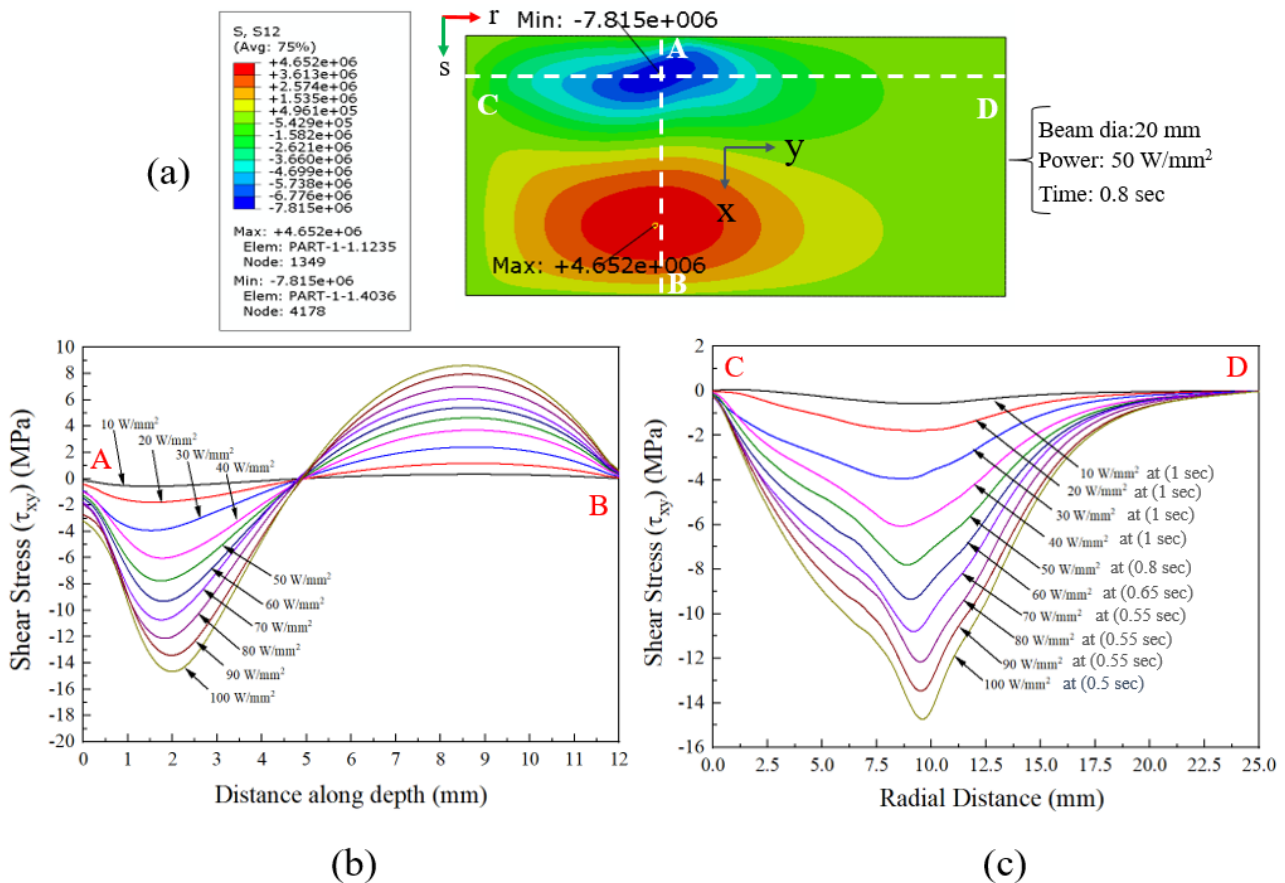 S, S12
(Avg: 75%)
+4.652e+06
+3.613e+06
+2.574e+06
+1.535e+06
+4.961e+05
-5.429e+05
-1.582e+06
-2.621e+06
-3.660e+06
-4.699e+06
-5.738e+06
-6.776e+06
-7.815e+06
Max: +4.652e+06
Elem: PART-1-1.1235
Node: 1349
Min: -7.815e+06
Elem: PART-1-1.4036
Node: 4178
(a)
r
s
Min: -7.815e+006
A
C
D
y
x
Max: +4.652e+006
B
Beam dia:20 mm
Power: 50 W/mm²
Time: 0.8 sec
Shear Stress (τxy) (MPa)
10
8
6
4
2
0
-2
-4
-6
-8
-10
-12
-14
-16
-18
-20
A
B
10 W/mm²
20 W/mm²
30 W/mm²
40 W/mm²
50 W/mm²
60 W/mm²
70 W/mm²
80 W/mm²
90 W/mm²
100 W/mm²
0 1 2 3 4 5 6 7 8 9 10 11 12
Distance along depth (mm)
(b)
Shear Stress (τxy) (MPa)
2
0
-2
-4
-6
-8
-10
-12
-14
-16
C
D
10 W/mm² at (1 sec)
20 W/mm² at (1 sec)
30 W/mm² at (1 sec)
40 W/mm² at (1 sec)
50 W/mm² at (0.8 sec)
60 W/mm² at (0.65 sec)
70 W/mm² at (0.55 sec)
80 W/mm² at (0.55 sec)
90 W/mm² at (0.55 sec)
100 W/mm² at (0.5 sec)
0.0 2.5 5.0 7.5 10.0 12.5 15.0 17.5 20.0 22.5 25.0
Radial Distance (mm)
(c)